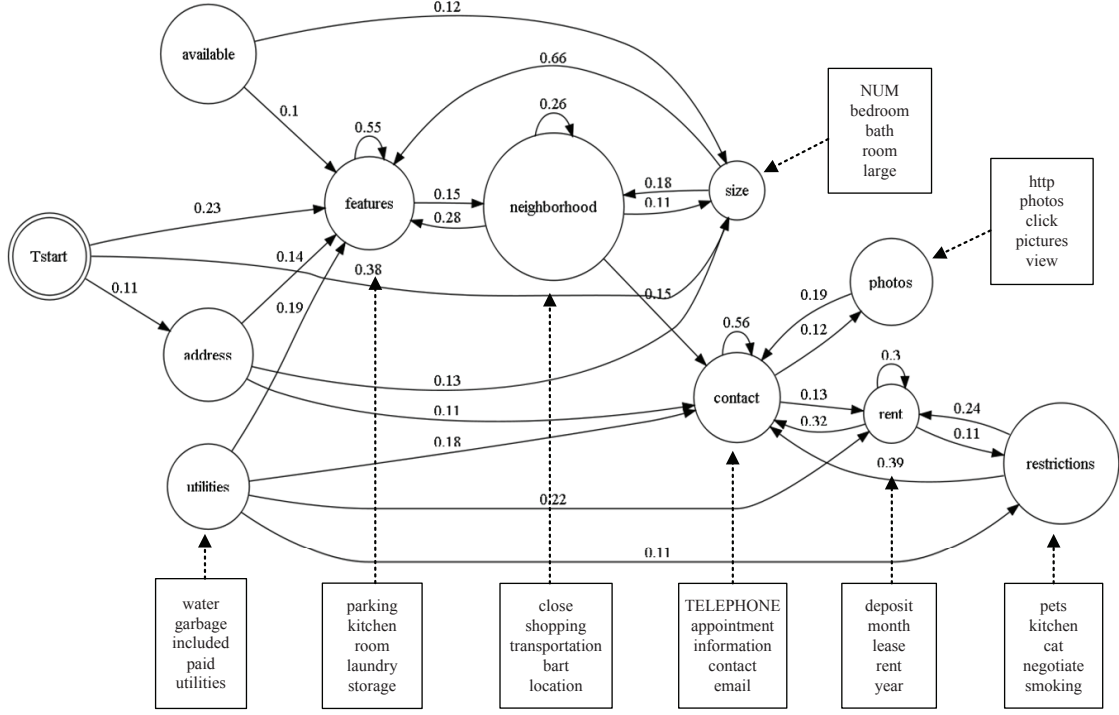 0.12
available
0.66
NUM
bedroom
bath
room
large
0.1
0.26
0.55
http
photos
click
pictures
view
features
0.15
0.28
neighborhood
0.18
0.11
size
0.23
Tstart
0.14
0.38
0.11
0.19
0.15
photos
0.19
0.12
address
0.56
0.3
0.13
0.11
contact
0.13
0.32
rent
0.24
0.11
restrictions
0.18
0.39
utilities
0.22
0.11
water
garbage
included
paid
utilities
parking
kitchen
room
laundry
storage
close
shopping
transportation
bart
location
TELEPHONE
appointment
information
contact
email
deposit
month
lease
rent
year
pets
kitchen
cat
negotiate
smoking